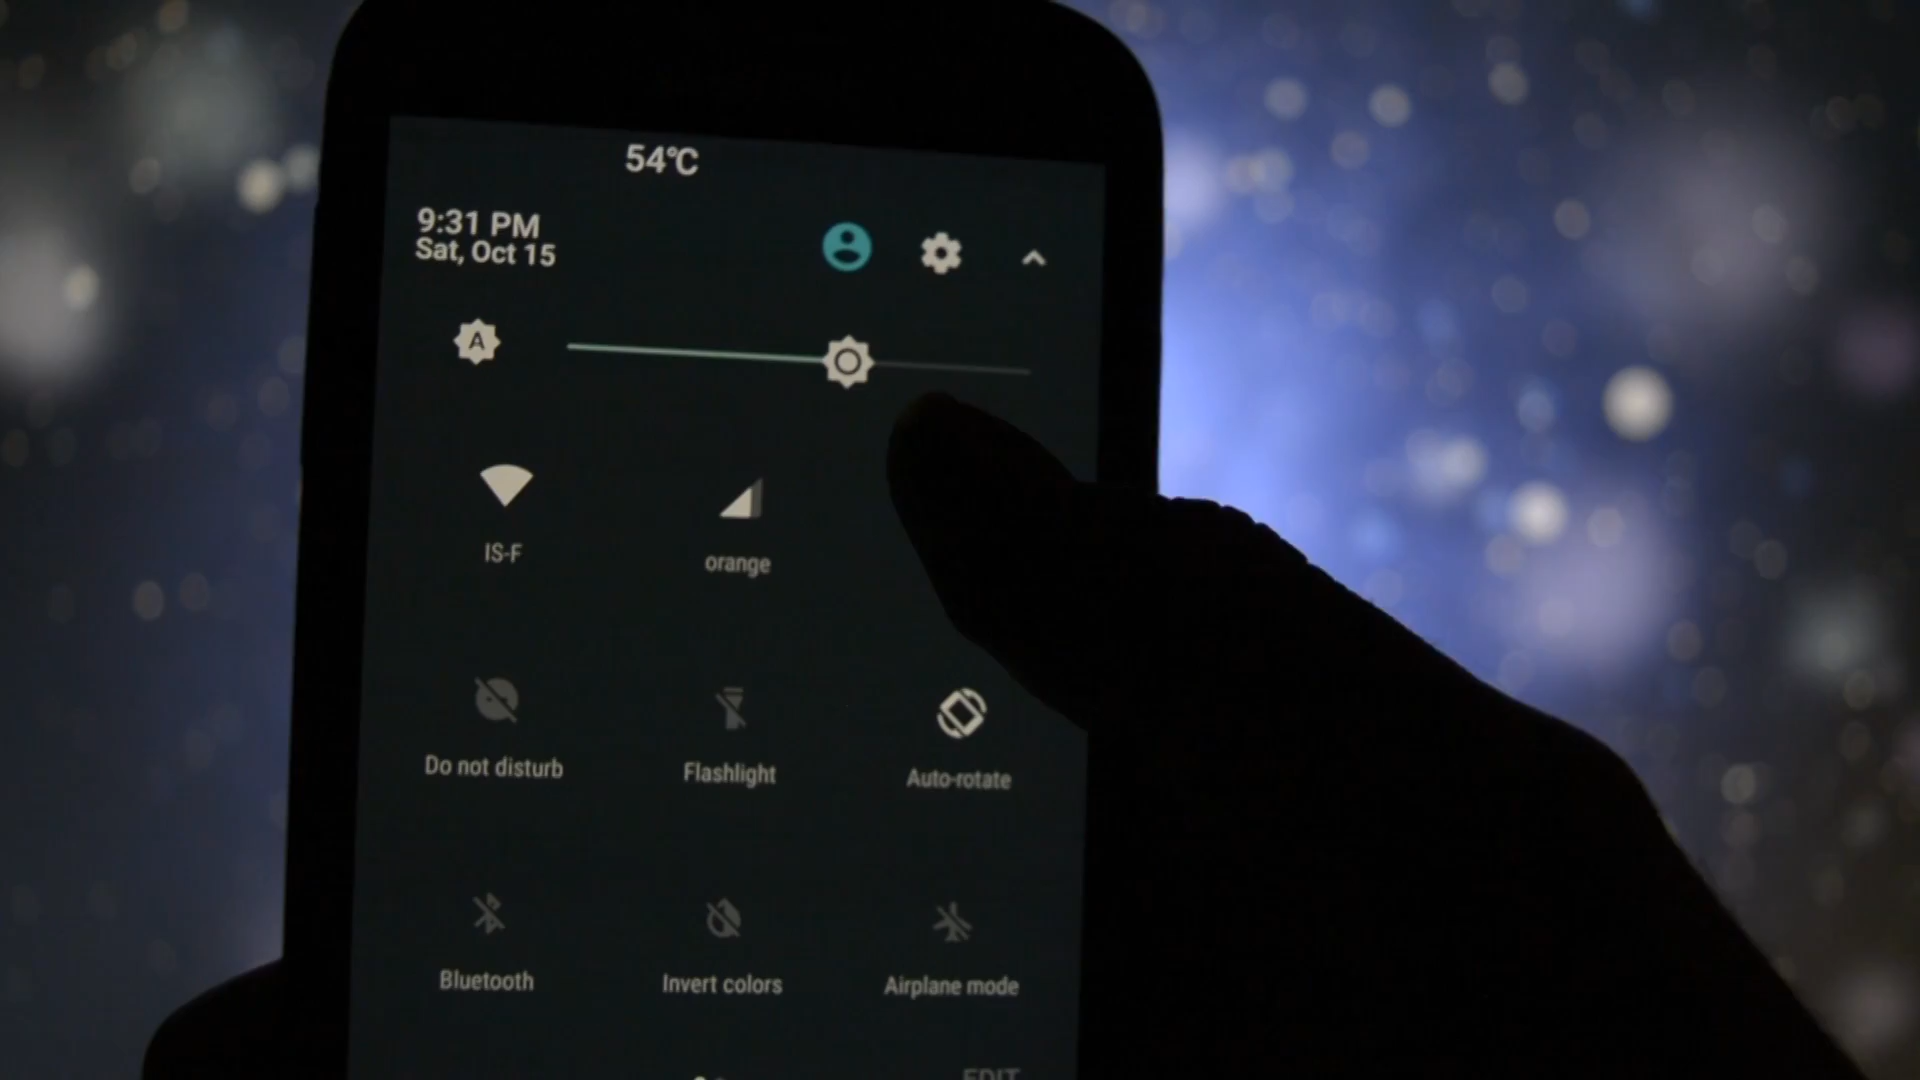 54°C
9:31 PM
Sat, Oct 15
A
IS-F
orange
Do not disturb
Flashlight
Auto-rotate
Bluetooth
Invert colors
Airplane mode
EDIT